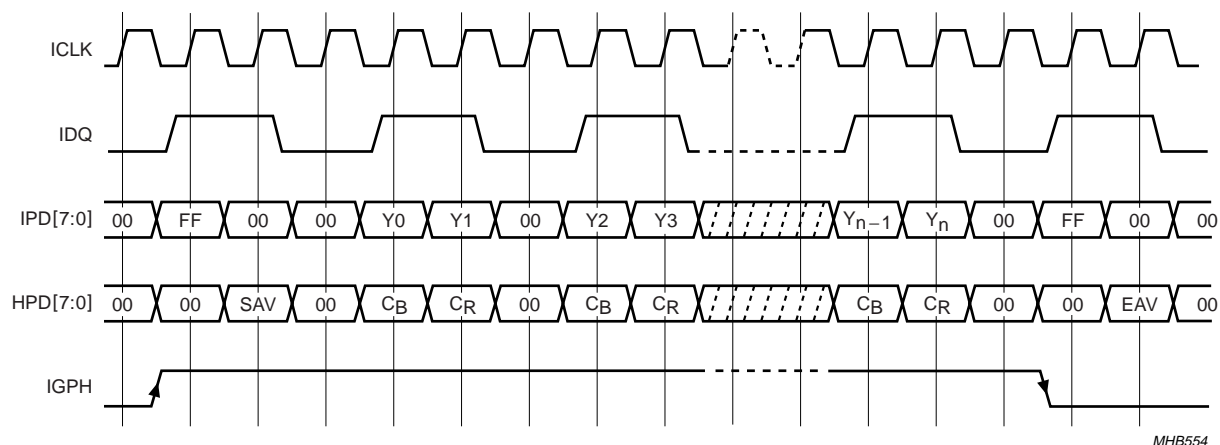 ICLK
IDQ
IPD[7:0] 00 FF 00 00 Y0 Y1 00 Y2 Y3 Yn−1 Yn 00 FF 00 00
HPD[7:0] 00 00 SAV 00 CB CR 00 CB CR CB CR 00 00 EAV 00
IGPH
MHB554